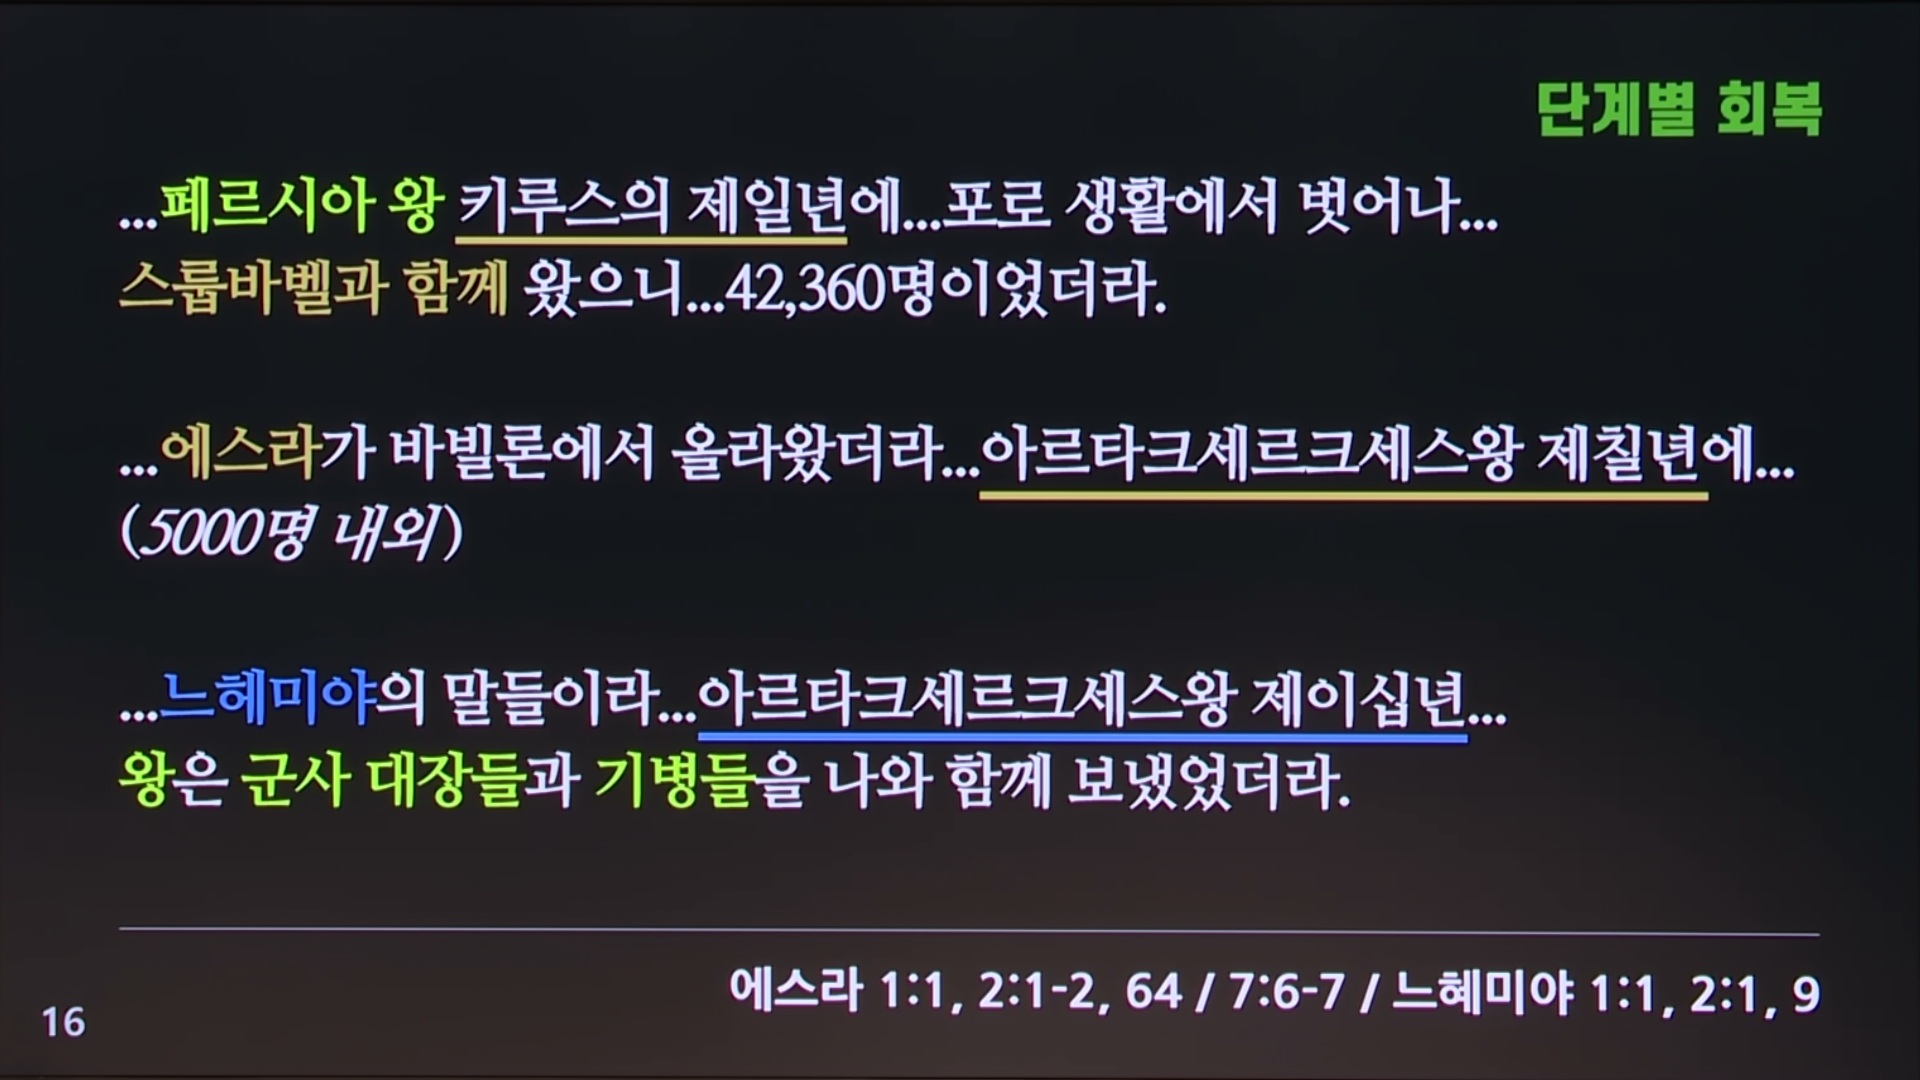 단계별 회복
...페르시아 왕 키루스의 제일년에...포로 생활에서 벗어나...
스룹바벨과 함께 왔으니...42,360명이었더라.
...에스라가 바빌론에서 올라왔더라...아르타크세르크세스왕 제칠년에...
(5000명 내외)
...느헤미야의 말들이라...아르타크세르크세스왕 제이십년...
왕은 군사 대장들과 기병들을 나와 함께 보냈었더라.
에스라 1:1, 2:1-2, 64 / 7:6-7 / 느헤미야 1:1, 2:1, 9
16